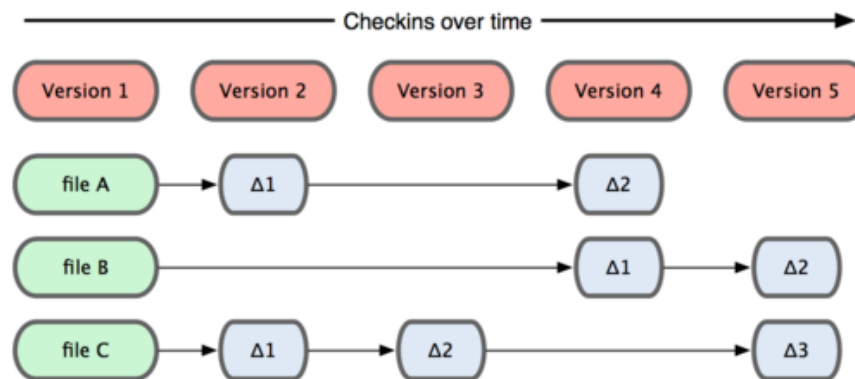 Checkins over time
Version 1 Version 2 Version 3 Version 4 Version 5
file A Δ1 Δ2
file B Δ1 Δ2
file C Δ1 Δ2 Δ3